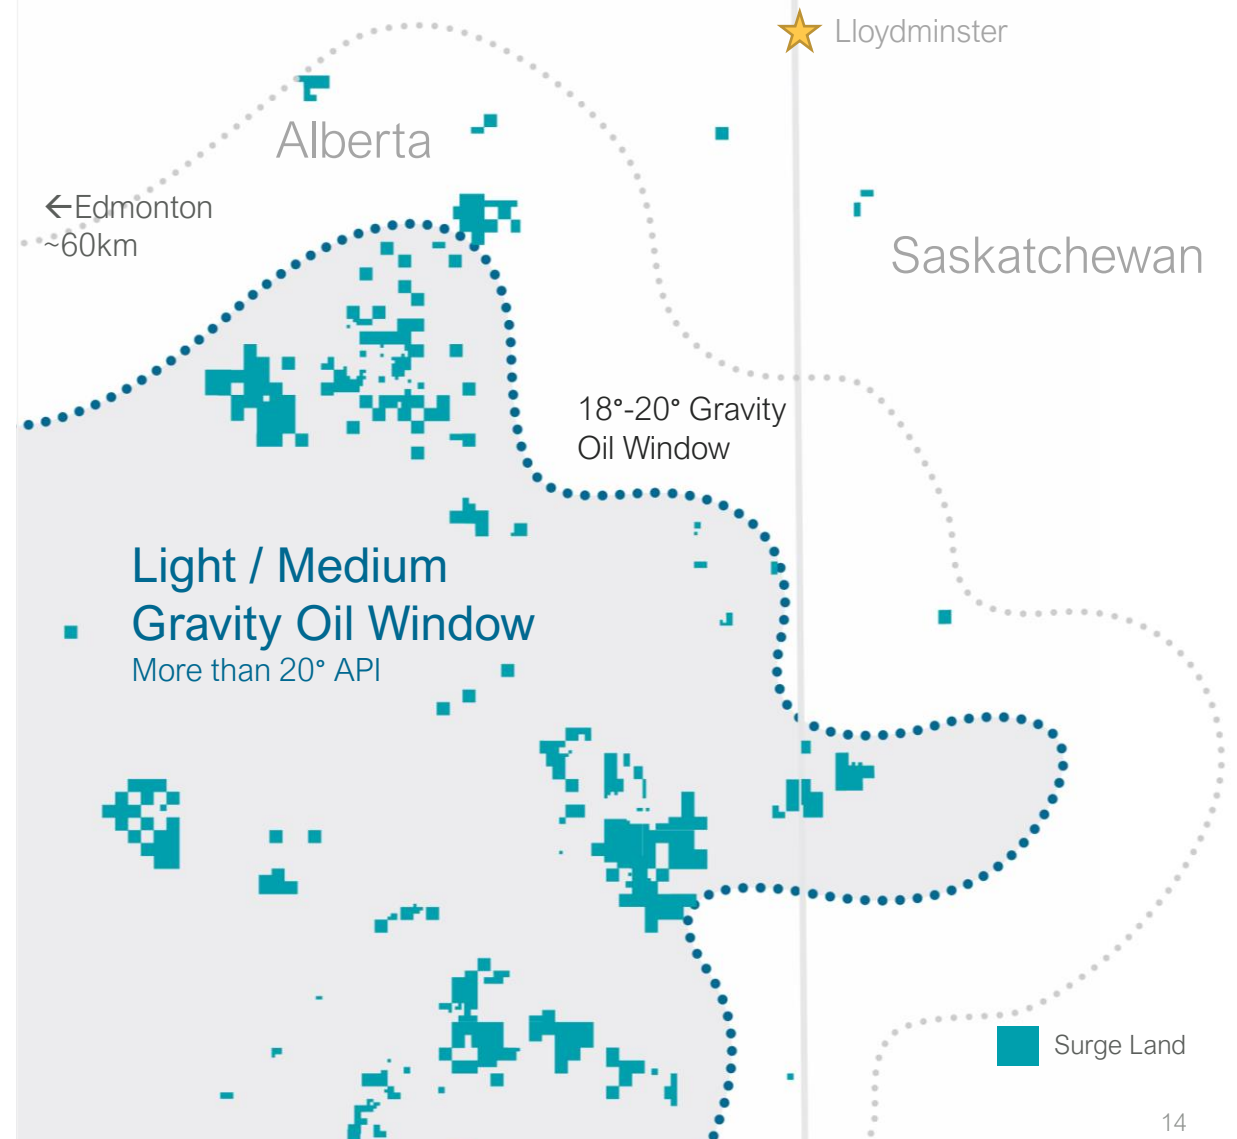 Lloydminster
Alberta
←Edmonton
~60km
Saskatchewan
18°-20° Gravity
Oil Window
Light / Medium
Gravity Oil Window
More than 20° API
Surge Land
14